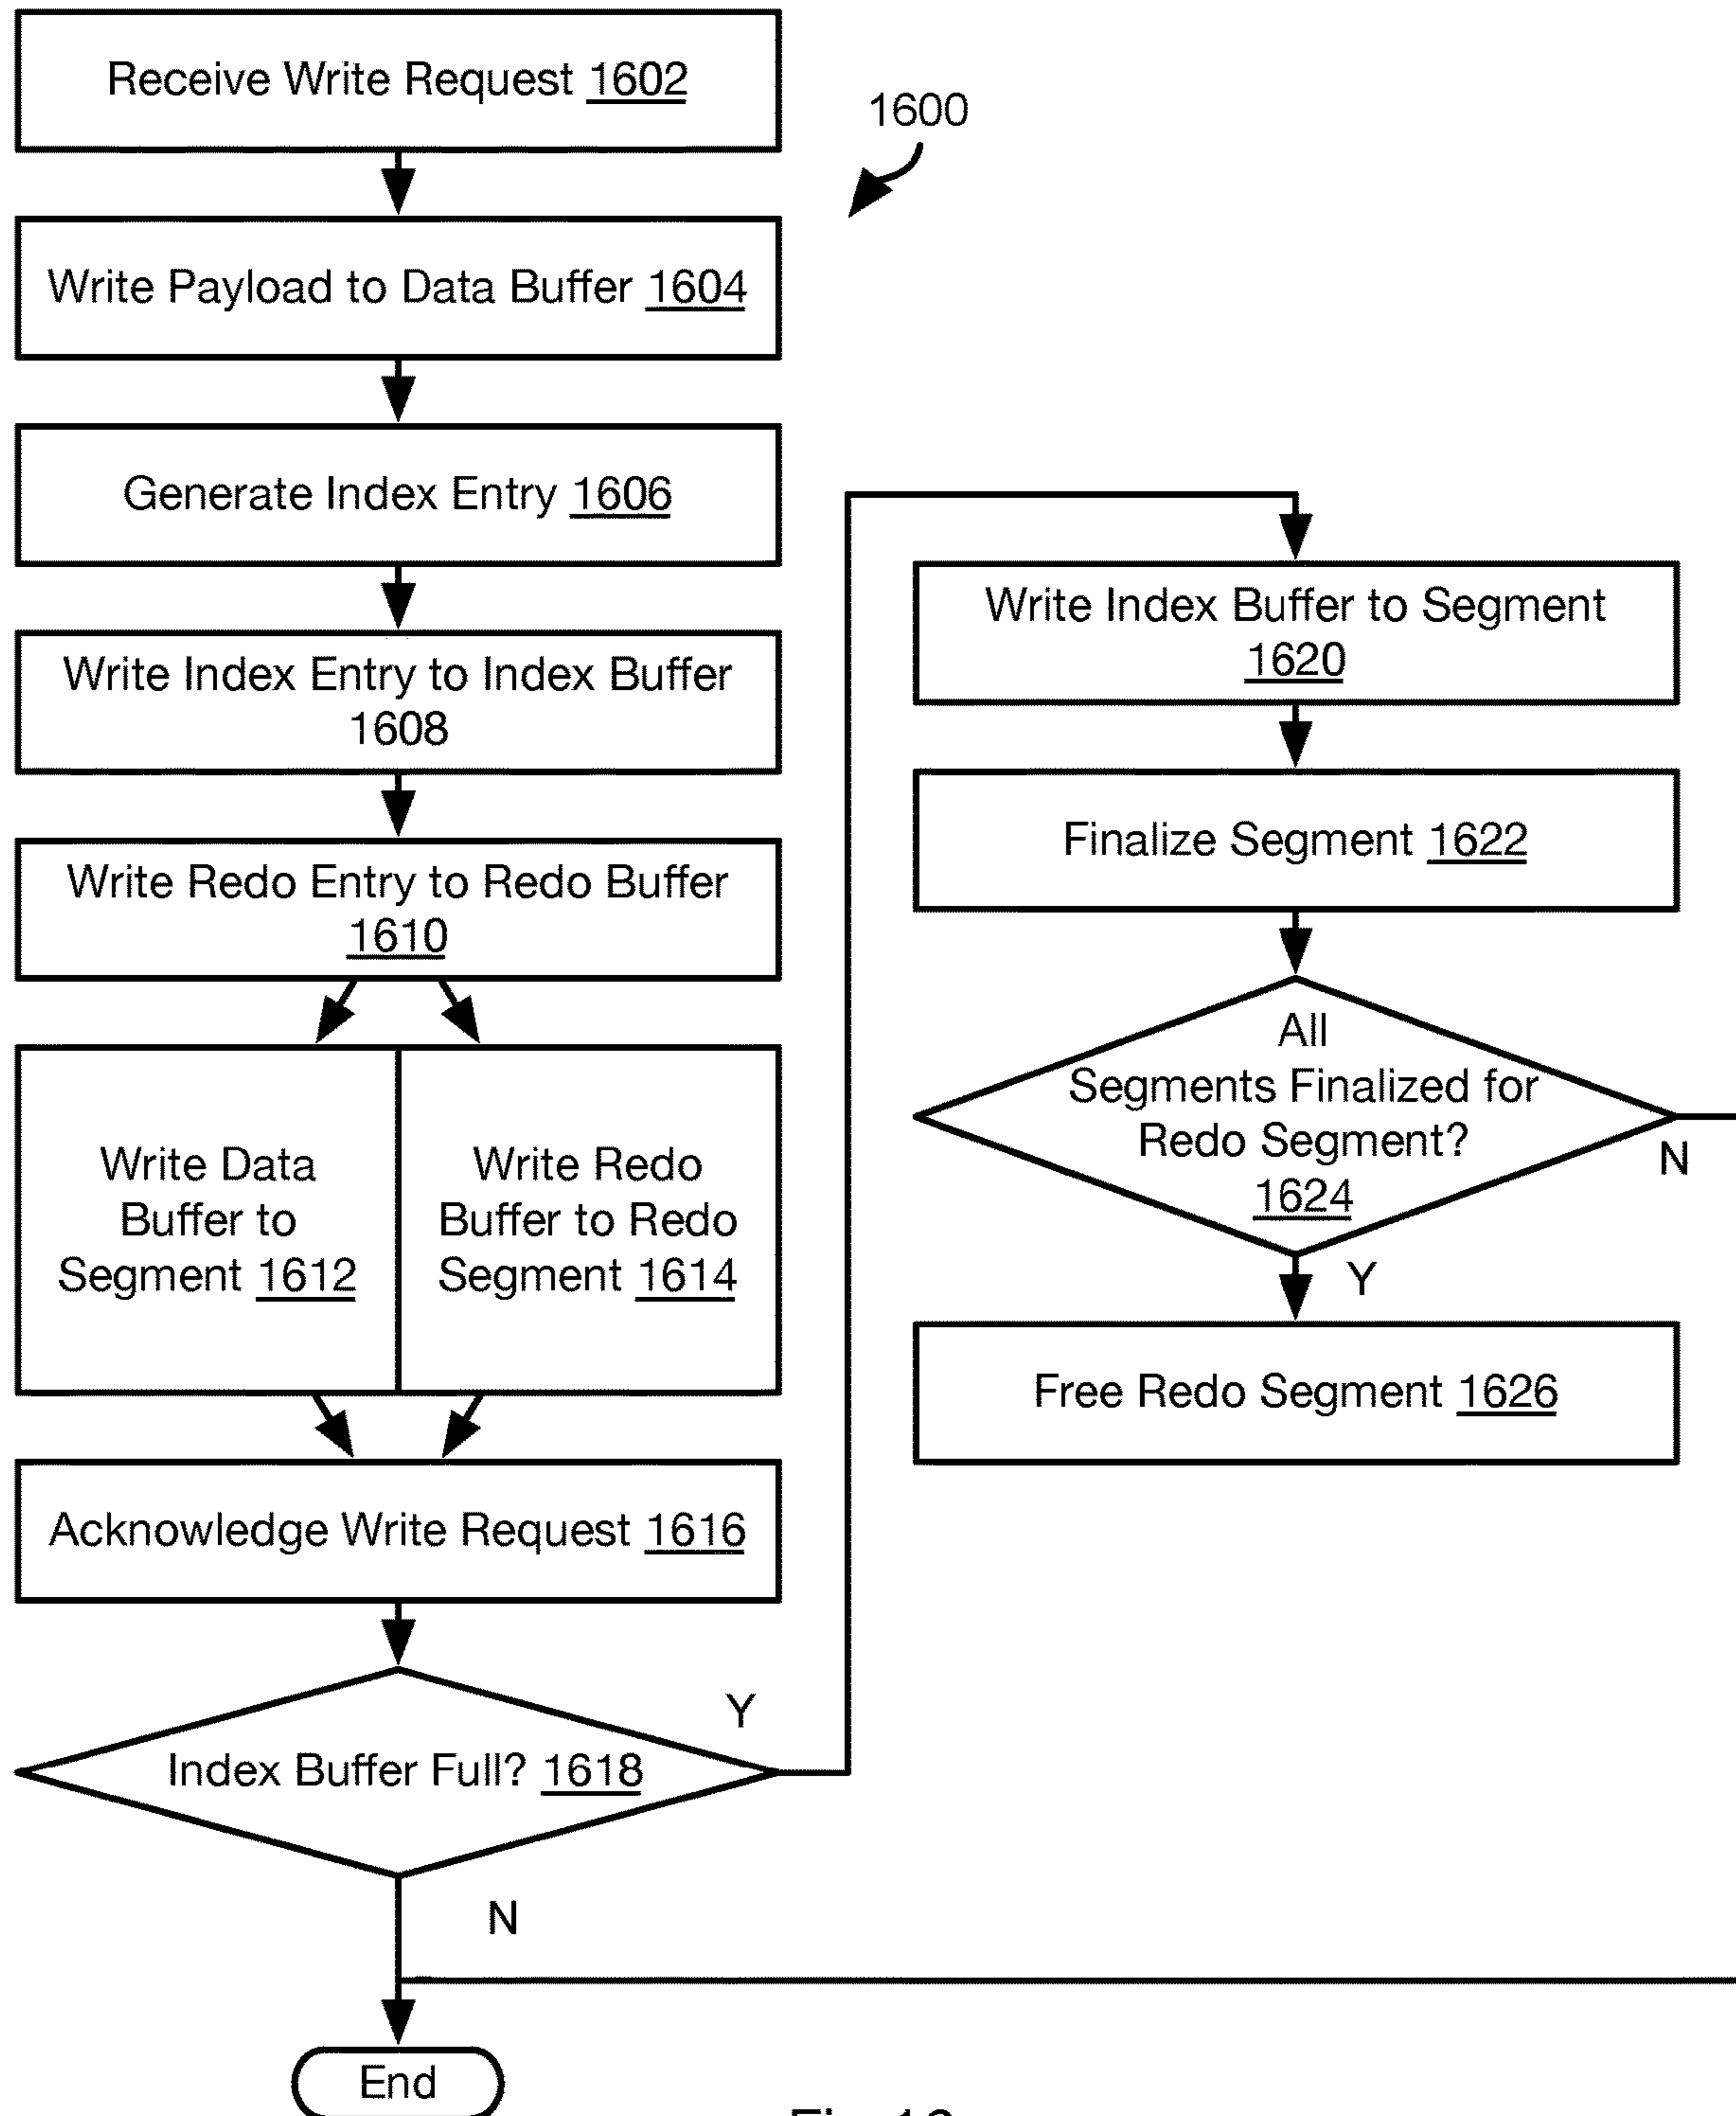 Receive Write Request 1602
1600
Write Payload to Data Buffer 1604
Generate Index Entry 1606
Write Index Entry to Index Buffer
1608
Write Redo Entry to Redo Buffer
1610
Write Data
Buffer to
Segment 1612
Write Redo
Buffer to Redo
Segment 1614
Acknowledge Write Request 1616
Index Buffer Full? 1618
Y
N
End
Write Index Buffer to Segment
1620
Finalize Segment 1622
All
Segments Finalized for
Redo Segment?
1624
N
Y
Free Redo Segment 1626